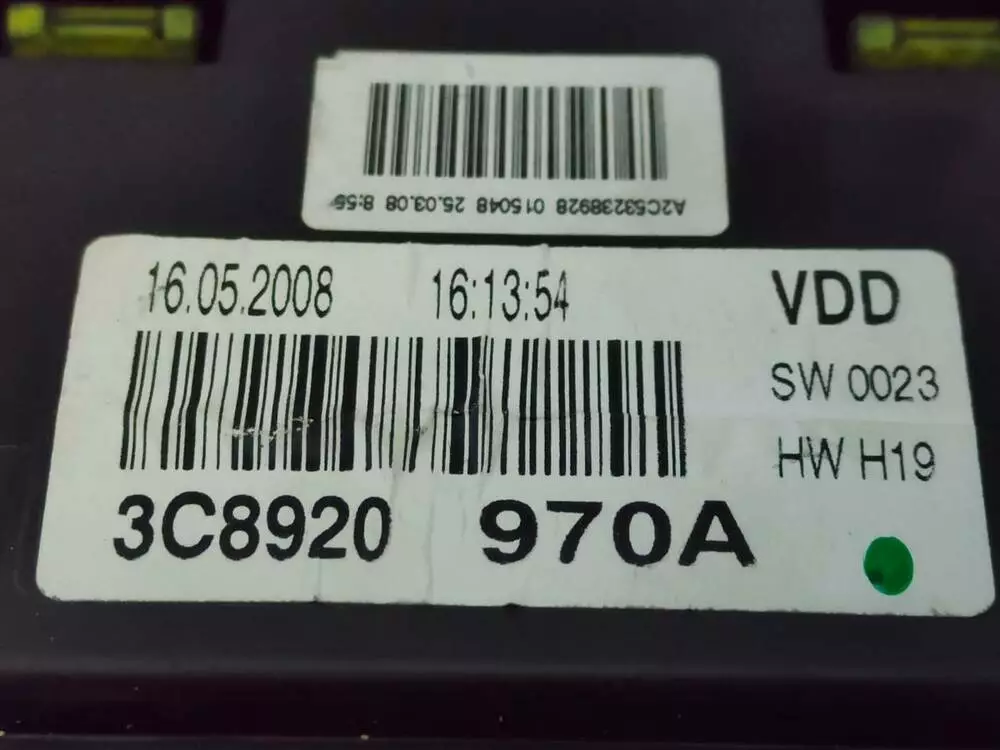 A2C53238928 015048 25.03.08 8:55
16.05.2008 16:13:54 VDD
SW 0023
HW H19
3C8920 970A